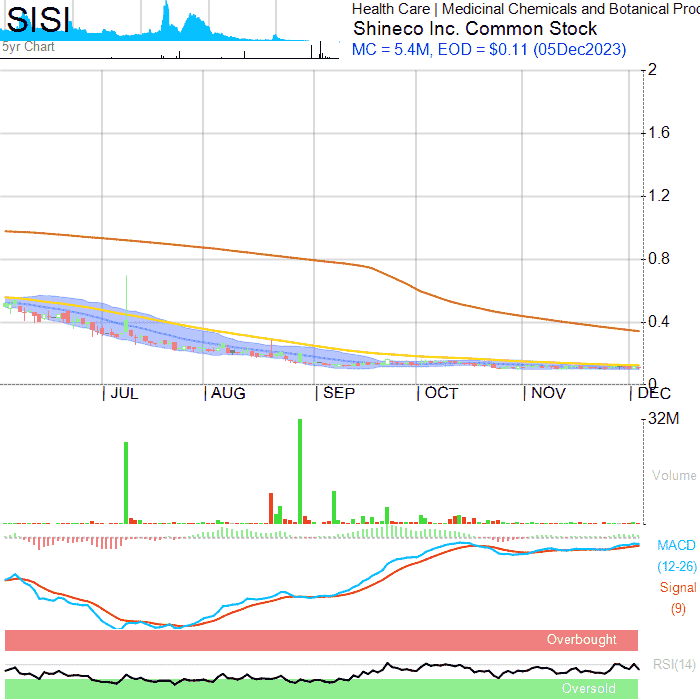 SISI
Health Care | Medicinal Chemicals and Botanical Proc
Shineco Inc. Common Stock
5yr Chart
MC = 5.4M, EOD = $0.11 (05Dec2023)
2
1.6
1.2
0.8
0.4
0
JUL AUG SEP OCT NOV DEC
32M
Volume
MACD
(12-26)
Signal
(9)
Overbought
RSI(14)
Oversold